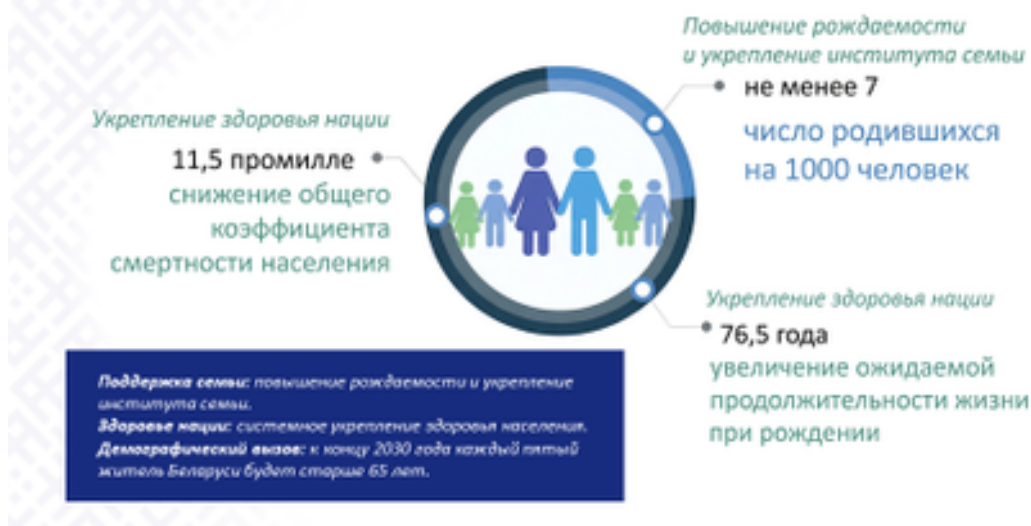 Повышение рождаемости
и укрепление института семьи
не менее 7
число родившихся
на 1000 человек
Укрепление здоровья нации
11,5 промилле
снижение общего
коэффициента
смертности населения
Укрепление здоровья нации
76,5 года
увеличение ожидаемой
продолжительности жизни
при рождении
Поддержка семьи: повышение рождаемости и укрепление
института семьи.
Здоровье нации: системное укрепление здоровья населения.
Демографический вызов: к концу 2030 года каждый пятый
житель Беларуси будет старше 65 лет.